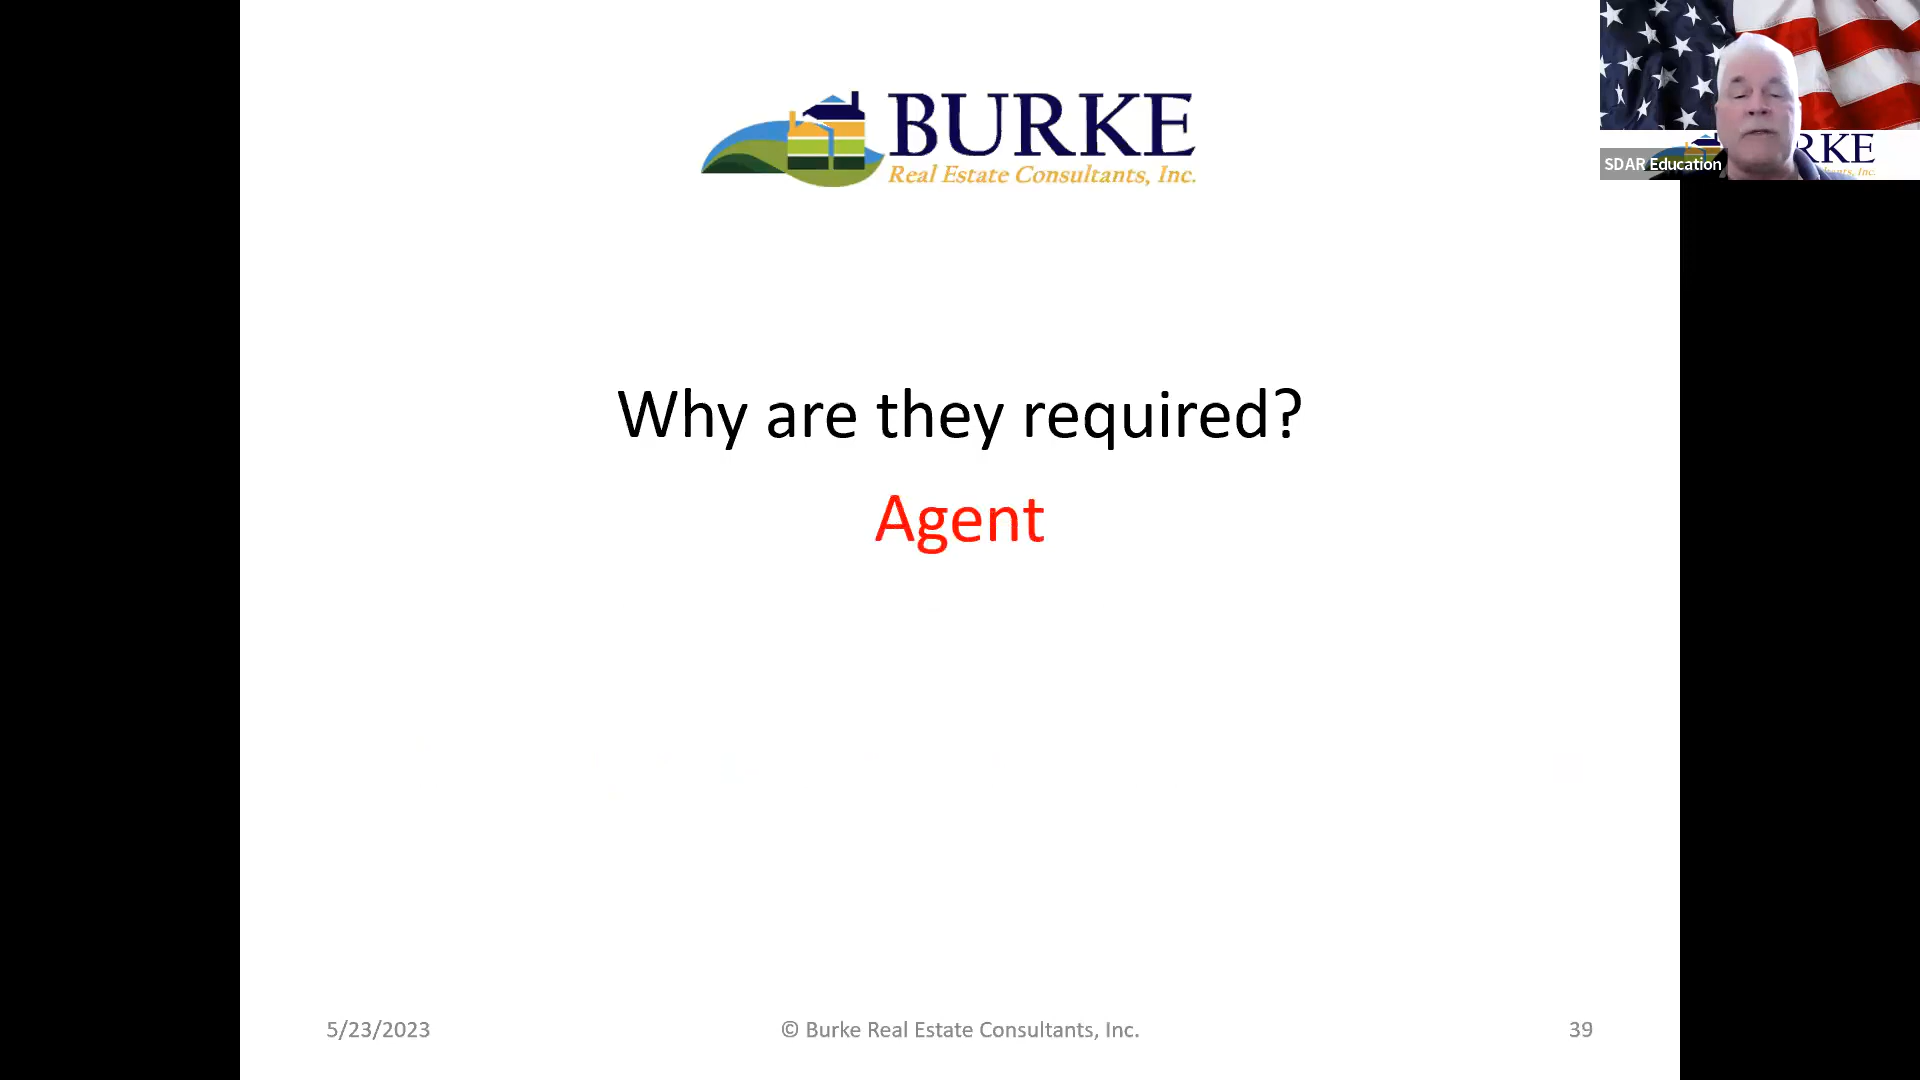 BURKE
Real Estate Consultants, Inc.
RKE
SDAR Education
Why are they required?
Agent
5/23/2023
© Burke Real Estate Consultants, Inc.
39